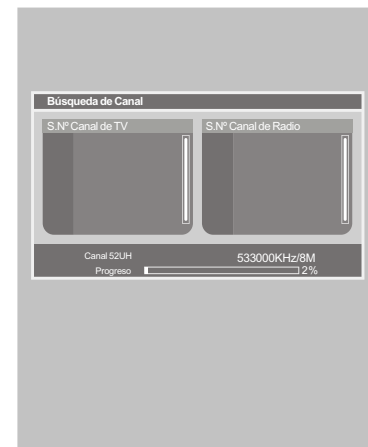 Búsqueda de Canal
S.Nº Canal de TV
S.Nº Canal de Radio
Canal 52UH
533000KHz/8M
Progreso
2%